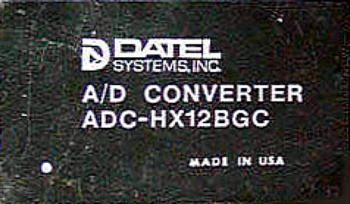 DATEL
SYSTEMS, INC.
A/D CONVERTER
ADC-HX12BGC
MADE IN USA